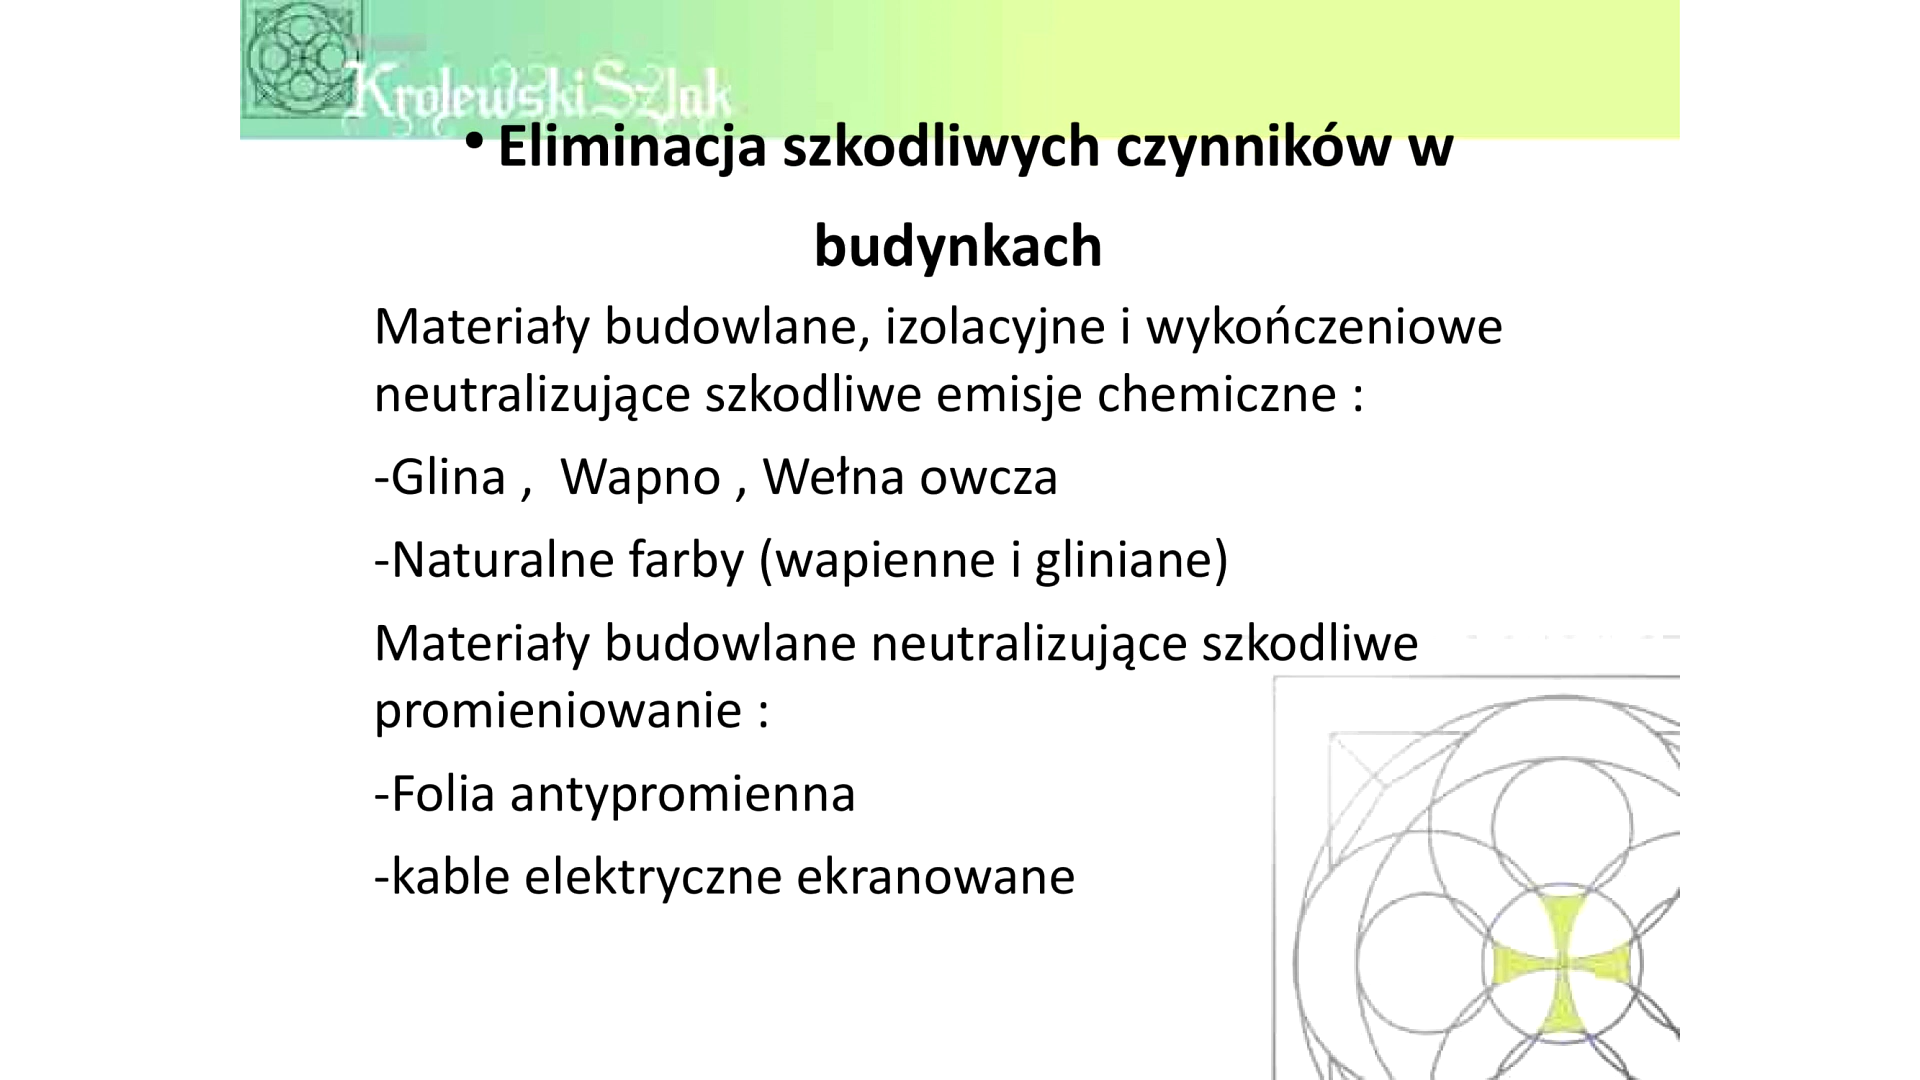 Krolewski Szlak
• Eliminacja szkodliwych czynników w
budynkach
Materiały budowlane, izolacyjne i wykończeniowe
neutralizujące szkodliwe emisje chemiczne :
-Glina ,  Wapno , Wełna owcza
-Naturalne farby (wapienne i gliniane)
Materiały budowlane neutralizujące szkodliwe
promieniowanie :
-Folia antypromienna
-kable elektryczne ekranowane